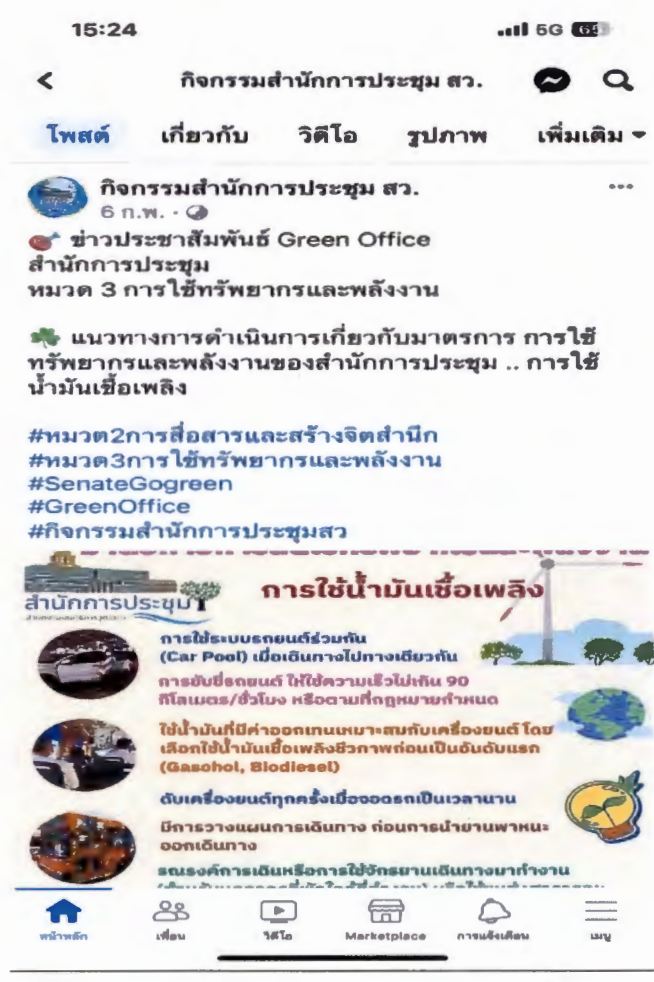 15:24
5G 65
กิจกรรมสำนักการประชุม สว.
โพสต์ เกี่ยวกับ วิดีโอ รูปภาพ เพิ่มเติม
กิจกรรมสำนักการประชุม สว.
6 ก.พ. ·
ข่าวประชาสัมพันธ์ Green Office
สำนักการประชุม
หมวด 3 การใช้ทรัพยากรและพลังงาน
แนวทางการดำเนินการเกี่ยวกับมาตรการ การใช้
ทรัพยากรและพลังงานของสำนักการประชุม .. การใช้
น้ำมันเชื้อเพลิง
#หมวด2การสื่อสารและสร้างจิตสำนึก
#หมวด3การใช้ทรัพยากรและพลังงาน
#SenateGogreen
#GreenOffice
#กิจกรรมสำนักการประชุมสว
สำนักการประชุม
การใช้น้ำมันเชื้อเพลิง
การใช้ระบบรถยนต์ร่วมกัน
(Car Pool) เมื่อเดินทางไปทางเดียวกัน
การขับขี่รถยนต์ ให้ใช้ความเร็วไม่เกิน 90
กิโลเมตร/ชั่วโมง หรือตามที่กฎหมายกำหนด
ใช้น้ำมันที่มีค่าออกเทนเหมาะสมกับเครื่องยนต์ โดย
เลือกใช้น้ำมันเชื้อเพลิงชีวภาพก่อนเป็นอันดับแรก
(Gasohol, Biodiesel)
ดับเครื่องยนต์ทุกครั้งเมื่อจอดรถเป็นเวลานาน
มีการวางแผนการเดินทาง ก่อนการนำยานพาหนะ
ออกเดินทาง
รณรงค์การเดินหรือการใช้จักรยานเดินทางมาทำงาน
หน้าหลัก เพื่อน วิดีโอ Marketplace การแจ้งเตือน เมนู